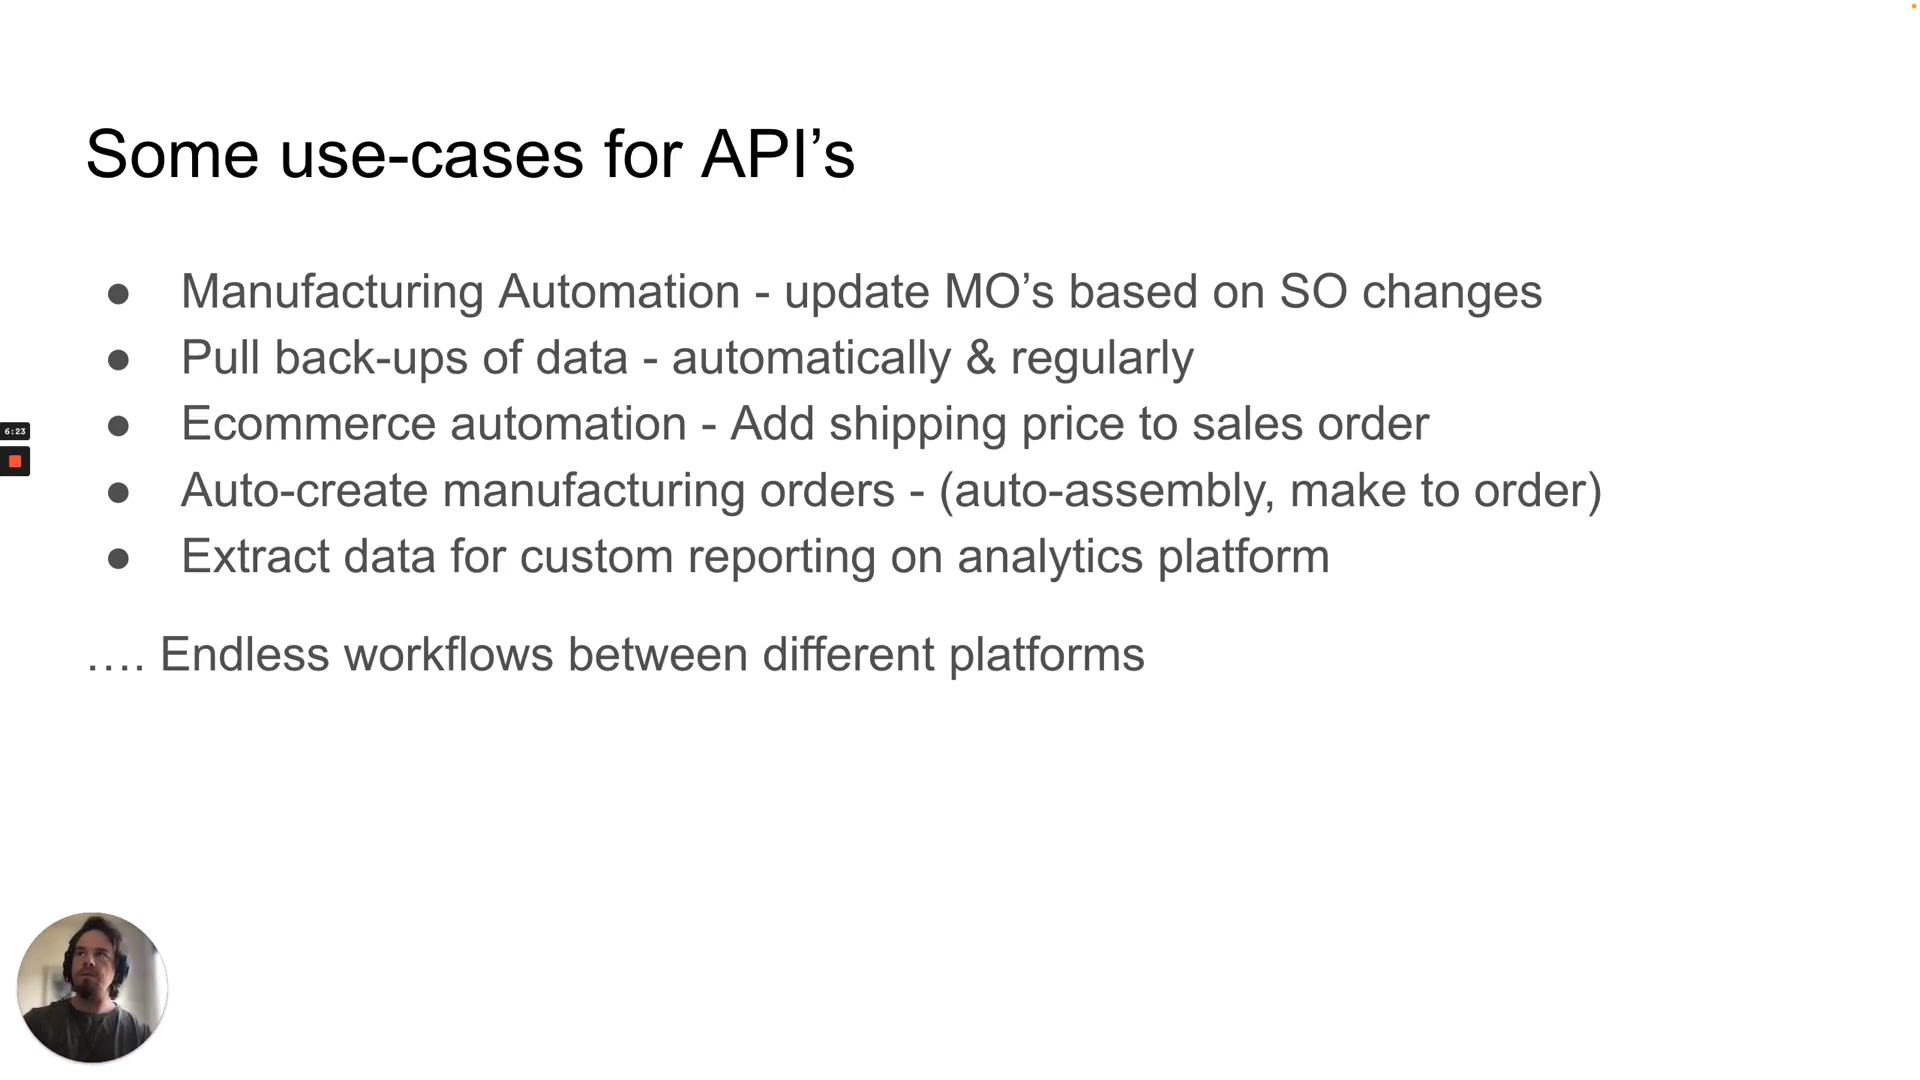 Some use-cases for API’s
● Manufacturing Automation - update MO’s based on SO changes
● Pull back-ups of data - automatically & regularly
● Ecommerce automation - Add shipping price to sales order
● Auto-create manufacturing orders - (auto-assembly, make to order)
● Extract data for custom reporting on analytics platform
…. Endless workflows between different platforms
6:23